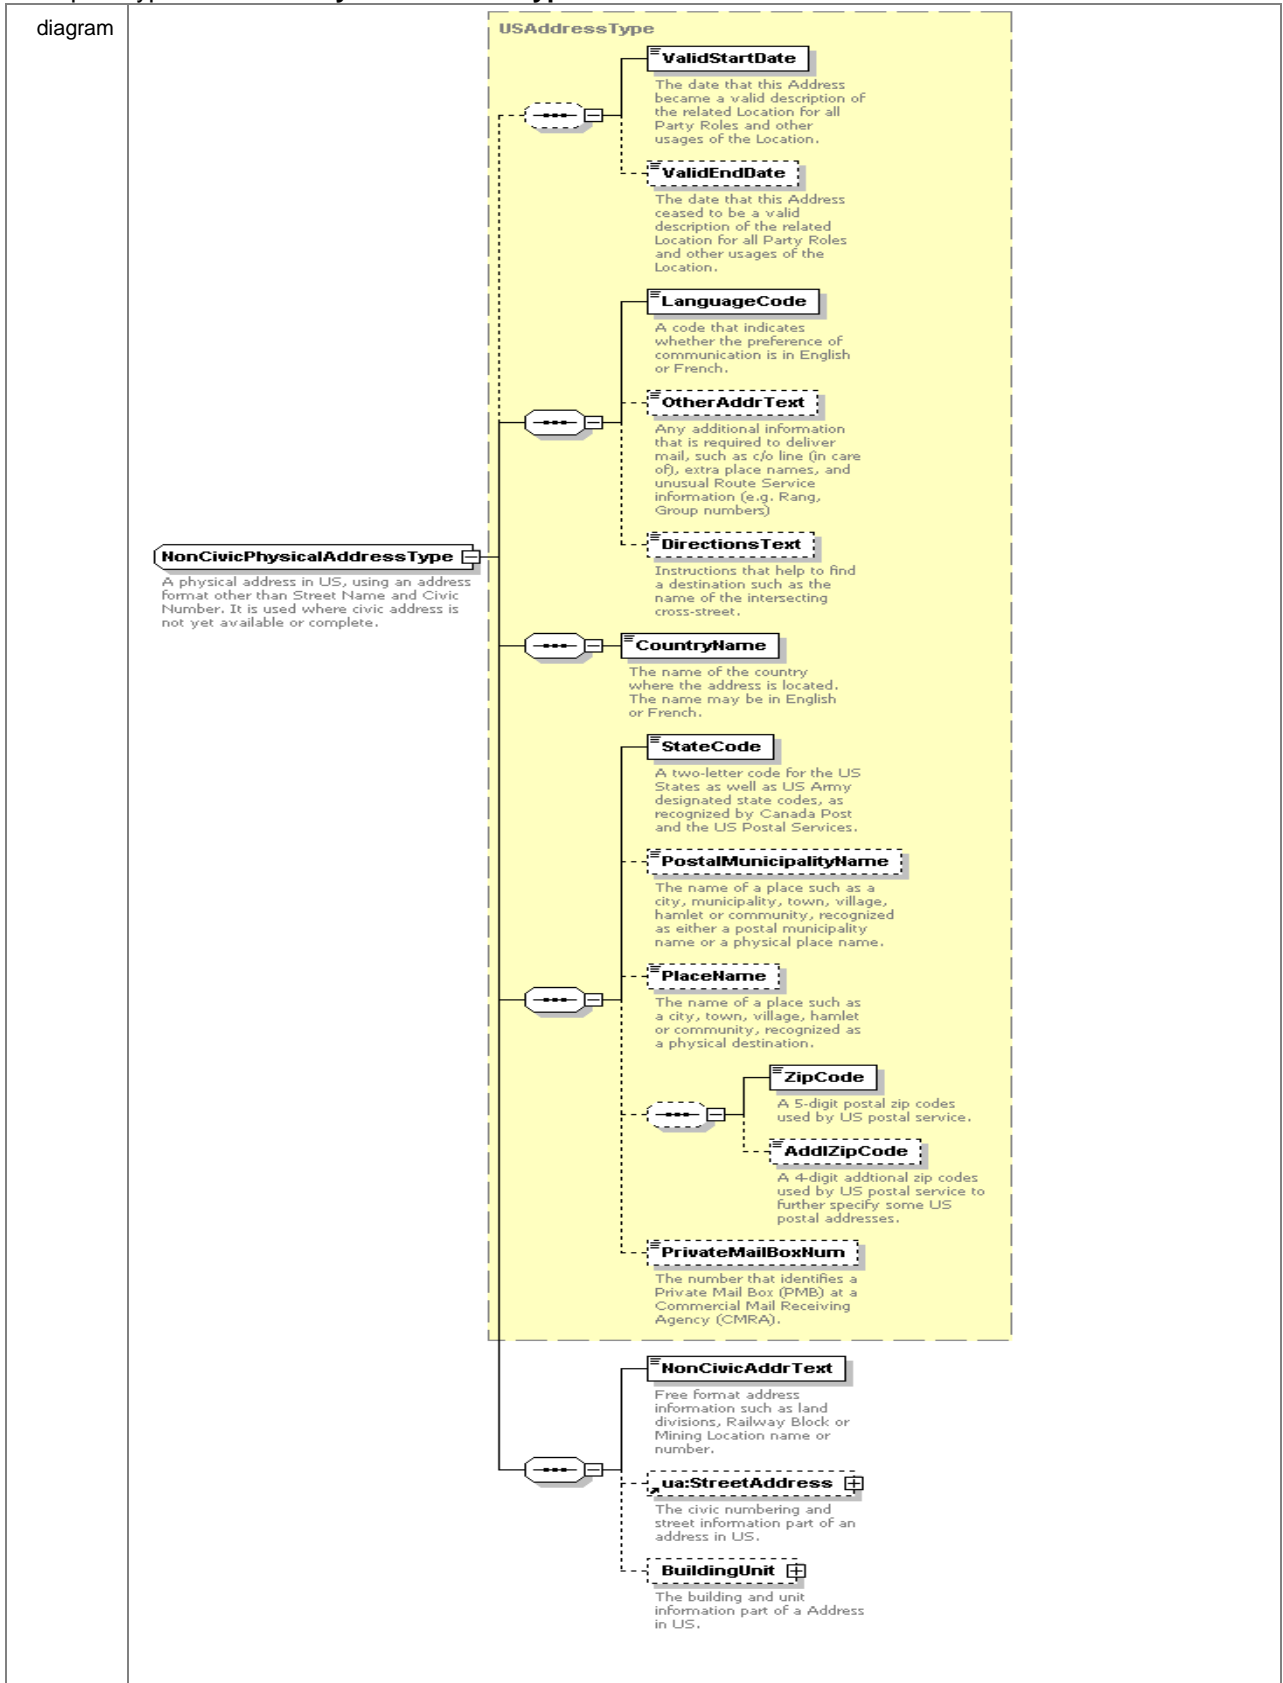 diagram
USAddressType
ValidStartDate
The date that this Address
became a valid description of
the related Location for all
Party Roles and other
usages of the Location.
ValidEndDate
The date that this Address
ceased to be a valid
description of the related
Location for all Party Roles
and other usages of the
Location.
LanguageCode
A code that indicates
whether the preference of
communication is in English
or French.
OtherAddrText
Any additional information
that is required to deliver
mail, such as c/o line (in care
of), extra place names, and
unusual Route Service
information (e.g. Rang,
Group numbers)
DirectionsText
Instructions that help to find
a destination such as the
name of the intersecting
cross-street.
NonCivicPhysicalAddressType
A physical address in US, using an address
format other than Street Name and Civic
Number. It is used where civic address is
not yet available or complete.
CountryName
The name of the country
where the address is located.
The name may be in English
or French.
StateCode
A two-letter code for the US
States as well as US Army
designated state codes, as
recognized by Canada Post
and the US Postal Services.
PostalMunicipalityName
The name of a place such as a
city, municipality, town, village,
hamlet or community, recognized
as either a postal municipality
name or a physical place name.
PlaceName
The name of a place such as
a city, town, village, hamlet
or community, recognized as
a physical destination.
ZipCode
A 5-digit postal zip codes
used by US postal service.
AddlZipCode
A 4-digit addtional zip codes
used by US postal service to
further specify some US
postal addresses.
PrivateMailBoxNum
The number that identifies a
Private Mail Box (PMB) at a
Commercial Mail Receiving
Agency (CMRA).
NonCivicAddrText
Free format address
information such as land
divisions, Railway Block or
Mining Location name or
number.
ua:StreetAddress
The civic numbering and
street information part of an
address in US.
BuildingUnit
The building and unit
information part of a Address
in US.